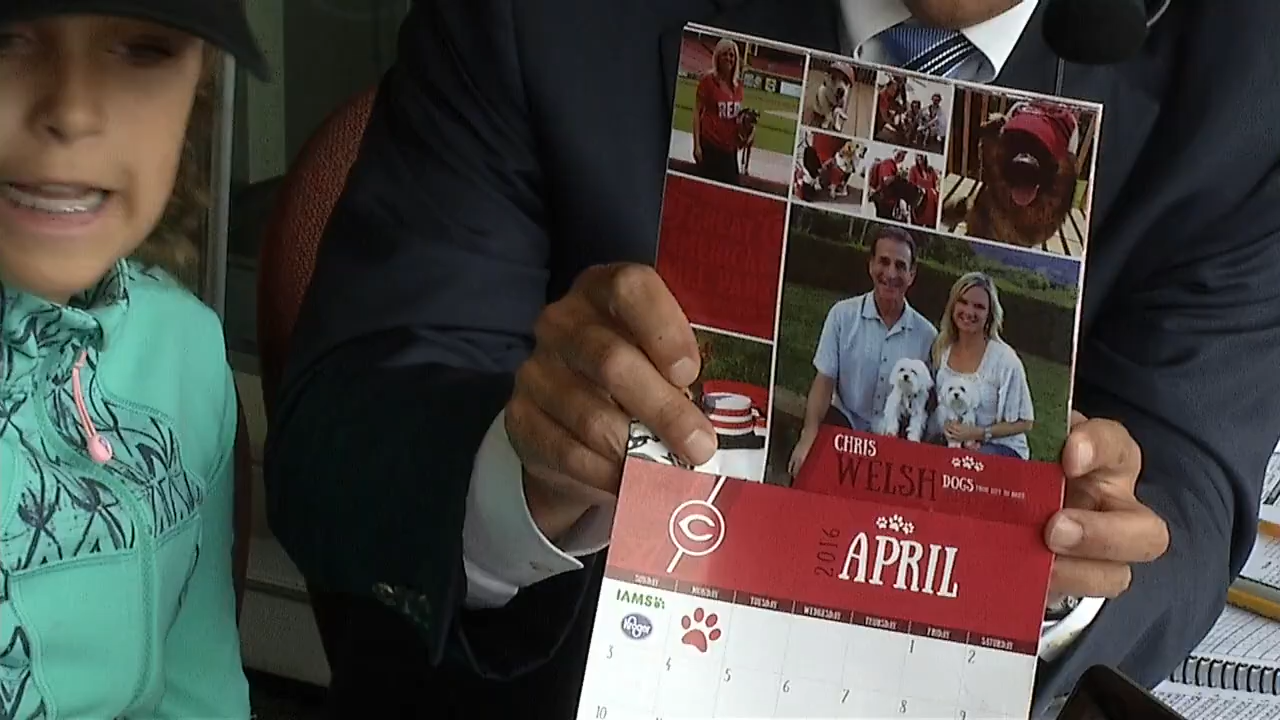 REDS
CHRIS
WELSH
DOGS
C
2016
APRIL
SUNDAY MONDAY TUESDAY WEDNESDAY THURSDAY FRIDAY SATURDAY
IAMS
Kroger
1 2
3 4 5 6 7 8 9
10